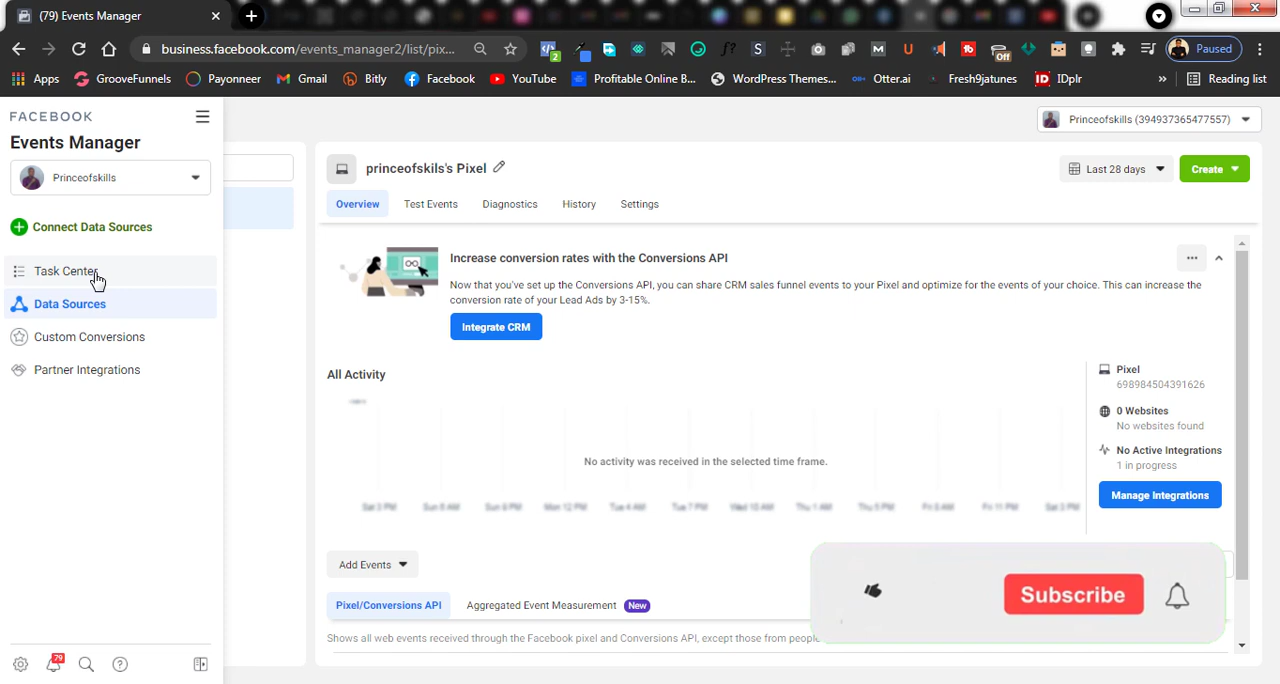 (79) Events Manager
business.facebook.com/events_manager2/list/pix...
2
Off
Paused
Apps
GrooveFunnels
Payonneer
Gmail
Bitly
Facebook
YouTube
Profitable Online B...
WordPress Themes...
Otter.ai
Fresh9jatunes
IDplr
»
Reading list
FACEBOOK
Events Manager
Princeofskills
Connect Data Sources
Task Center
Data Sources
Custom Conversions
Partner Integrations
79
Princeofskills (394937365477557)
princeofskils's Pixel
Last 28 days
Create
Overview
Test Events
Diagnostics
History
Settings
Increase conversion rates with the Conversions API
Now that you've set up the Conversions API, you can share CRM sales funnel events to your Pixel and optimize for the events of your choice. This can increase the
conversion rate of your Lead Ads by 3-15%.
Integrate CRM
All Activity
No activity was received in the selected time frame.
Sat 3 PM
Sun 8 AM
Sun 6 PM
Mon 12 PM
Tue 4 AM
Tue 7 PM
Wed 10 AM
Thu 1 AM
Thu 5 PM
Fri 8 AM
Fri 11 PM
Sat 3 PM
Pixel
698984504391626
0 Websites
No websites found
No Active Integrations
1 in progress
Manage Integrations
Add Events
Pixel/Conversions API
Aggregated Event Measurement
New
Shows all web events received through the Facebook pixel and Conversions API, except those from people
Subscribe